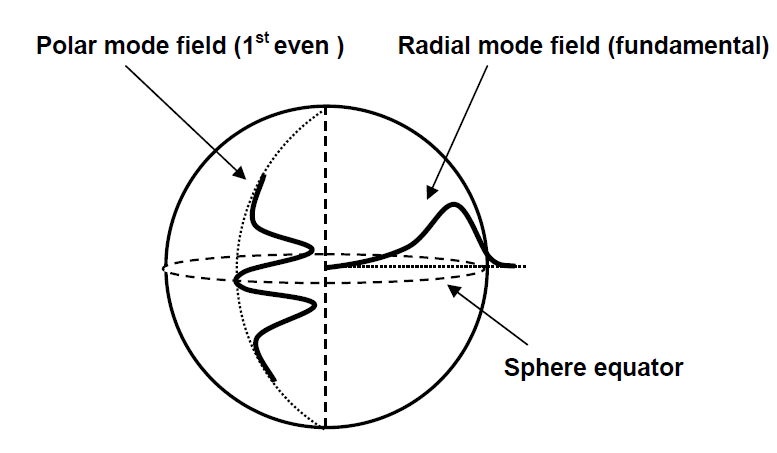 Polar mode field (1st even )
Radial mode field (fundamental)
Sphere equator